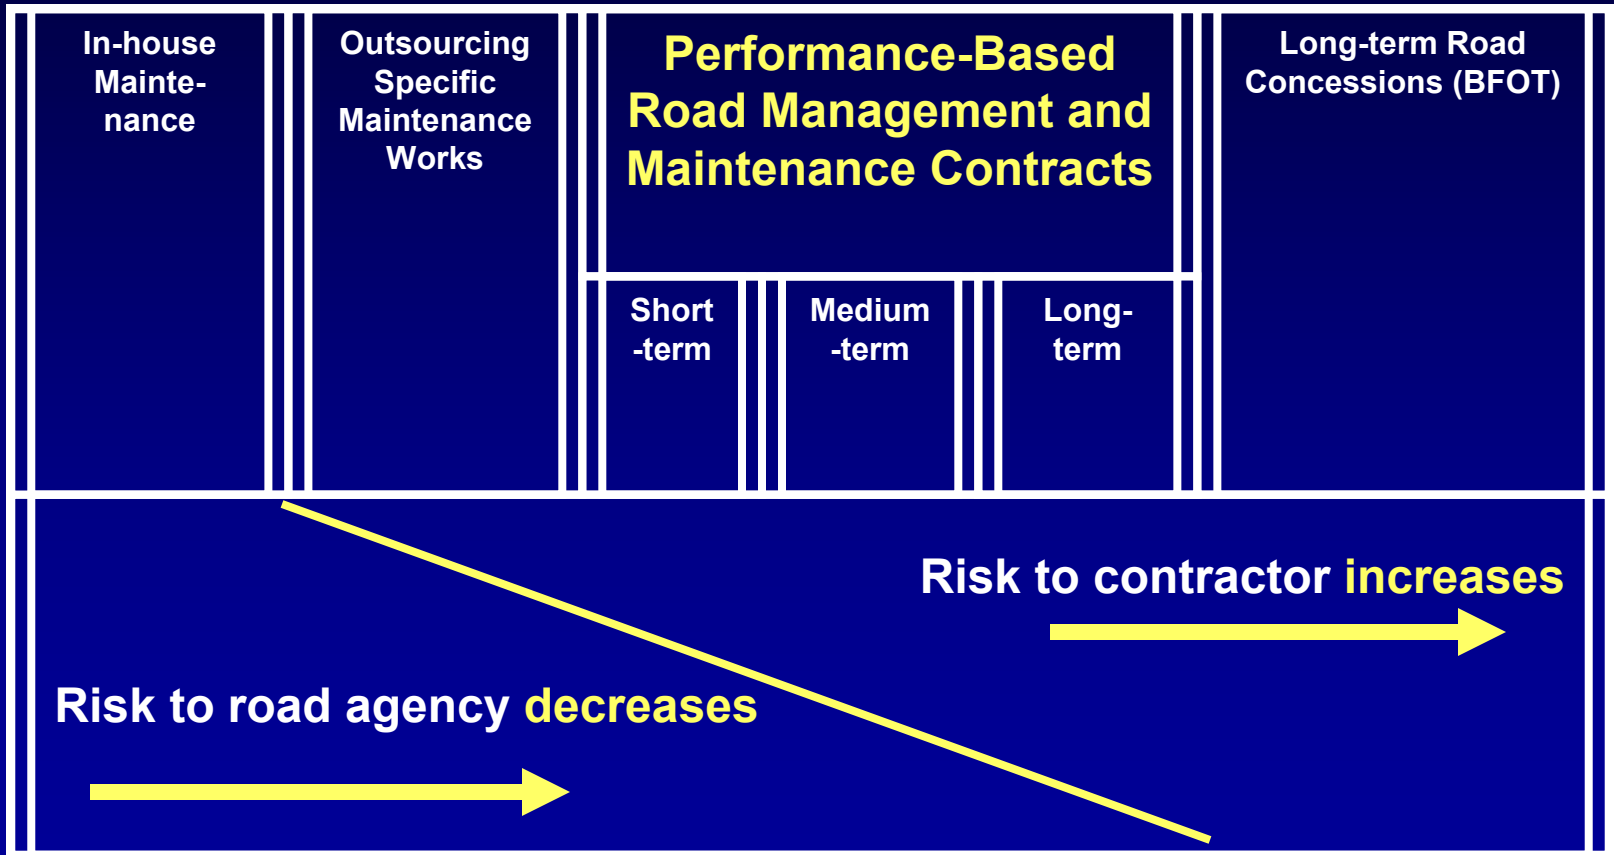 In-house
Mainte-
nance
Outsourcing
Specific
Maintenance
Works
Performance-Based
Road Management and
Maintenance Contracts
Long-term Road
Concessions (BFOT)
Short
-term
Medium
-term
Long-
term
Risk to contractor increases
Risk to road agency decreases